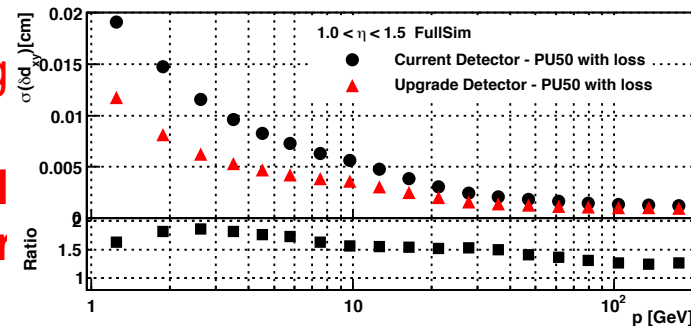 0.02
1.0 < η < 1.5 FullSim
σ(δd_xy)[cm]
Current Detector - PU50 with loss
0.015
Upgrade Detector - PU50 with loss
0.01
0.005
0
2
Ratio
1.5
1
1 10 10²
p [GeV]